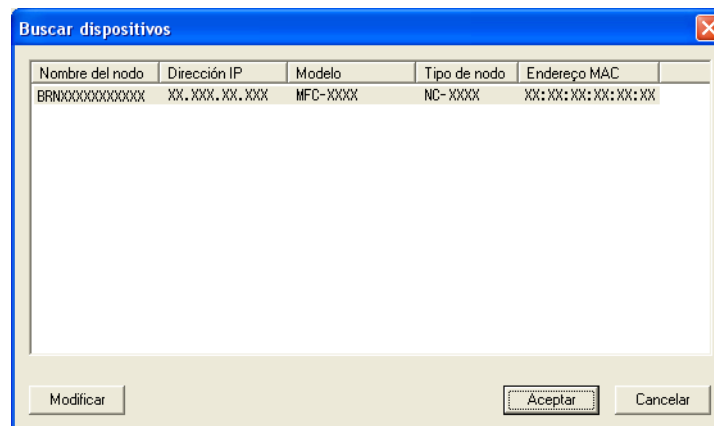 Buscar dispositivos
Nombre del nodo Dirección IP Modelo Tipo de nodo Endereço MAC
BRNXXXXXXXXXXXX XX.XXX.XX.XXX MFC-XXXX NC-XXXX XX:XX:XX:XX:XX:XX
Modificar Aceptar Cancelar